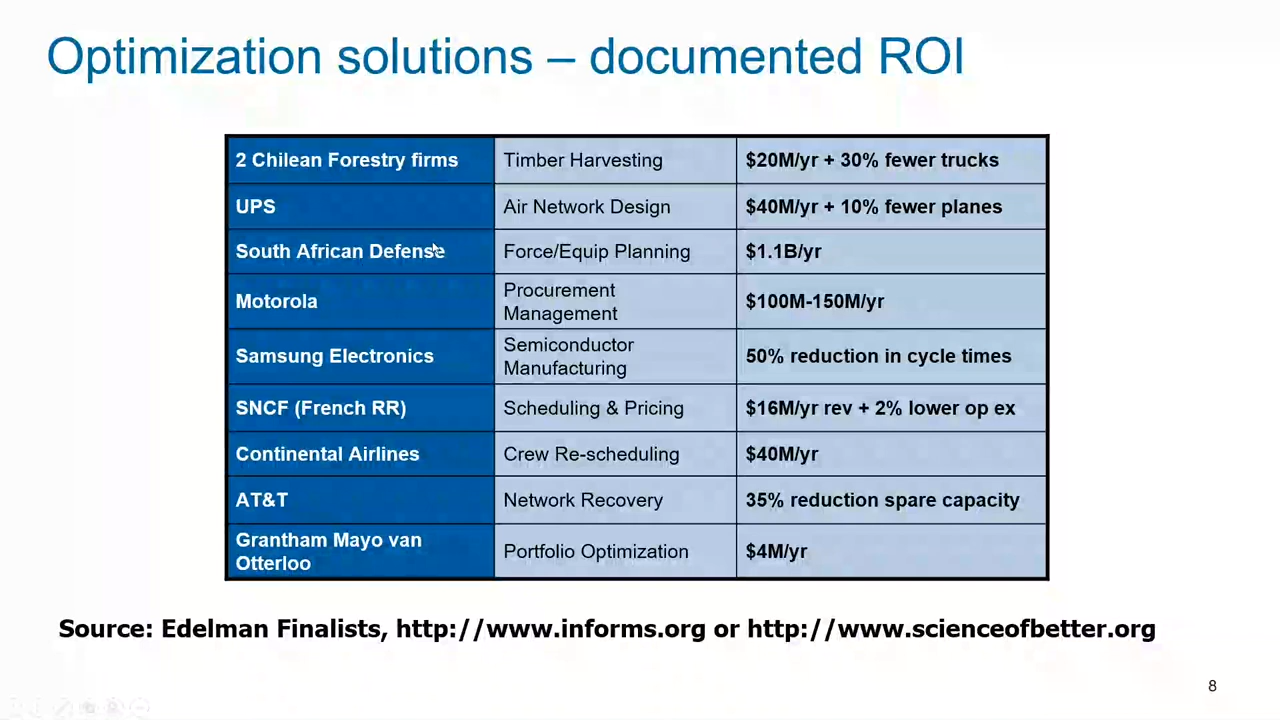 Optimization solutions – documented ROI
2 Chilean Forestry firms
Timber Harvesting
$20M/yr + 30% fewer trucks
UPS
Air Network Design
$40M/yr + 10% fewer planes
South African Defense
Force/Equip Planning
$1.1B/yr
Motorola
Procurement
Management
$100M-150M/yr
Samsung Electronics
Semiconductor
Manufacturing
50% reduction in cycle times
SNCF (French RR)
Scheduling & Pricing
$16M/yr rev + 2% lower op ex
Continental Airlines
Crew Re-scheduling
$40M/yr
AT&T
Network Recovery
35% reduction spare capacity
Grantham Mayo van
Otterloo
Portfolio Optimization
$4M/yr
Source: Edelman Finalists, http://www.informs.org or http://www.scienceofbetter.org
8